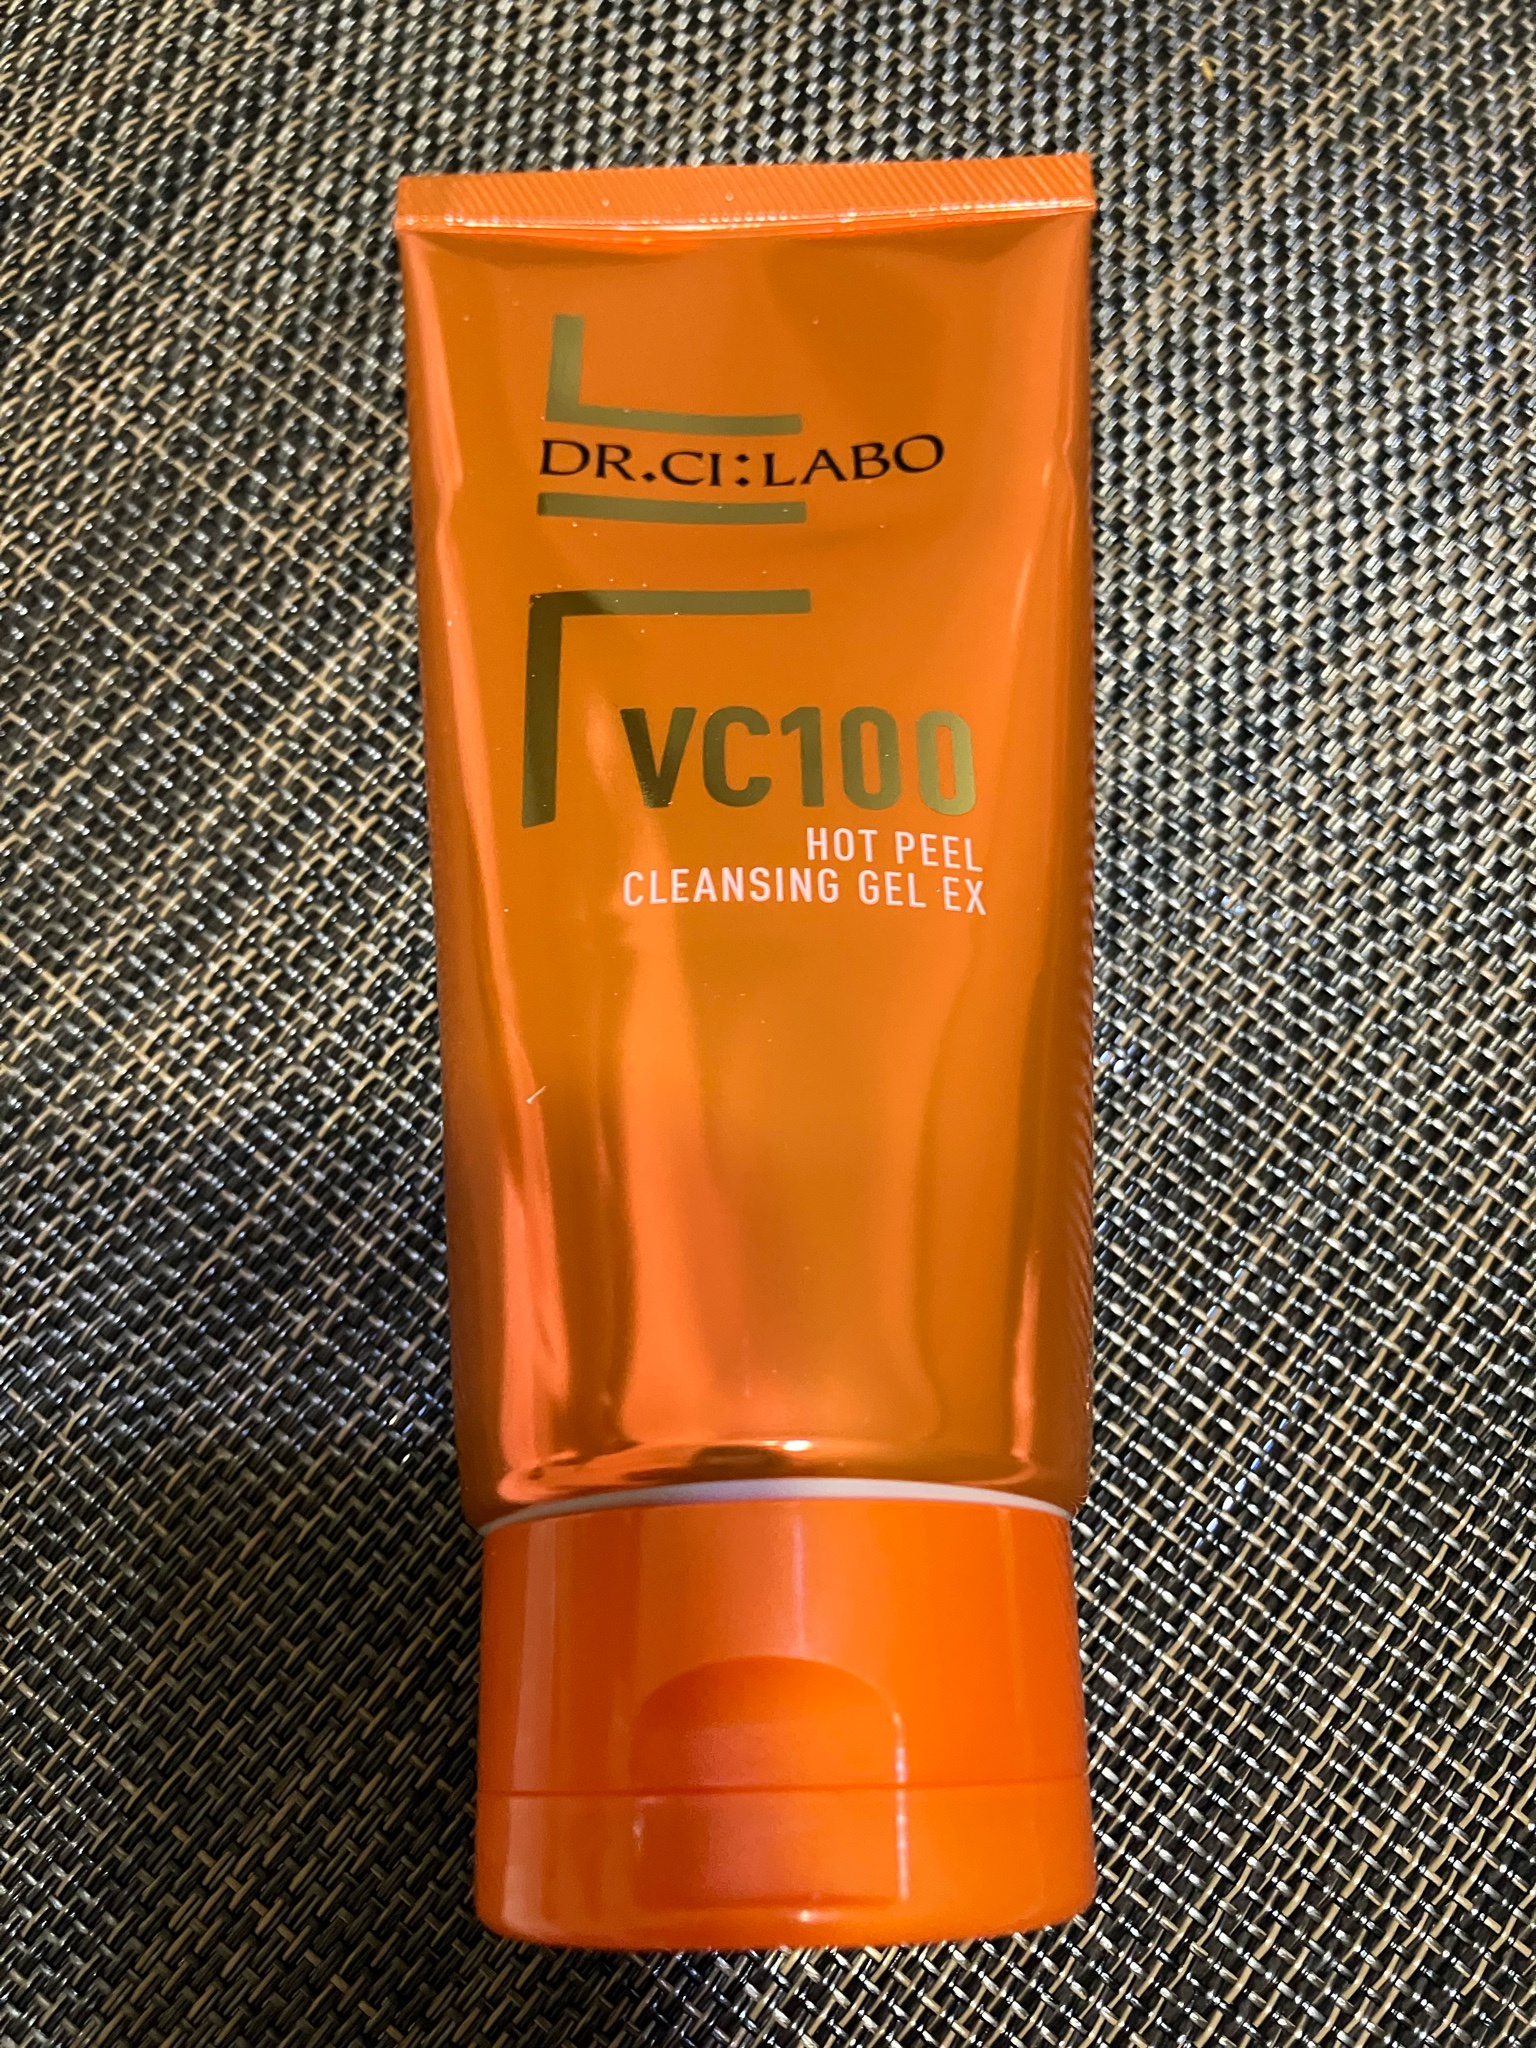 DR.CI:LABO
VC100
HOT PEEL
CLEANSING GEL EX